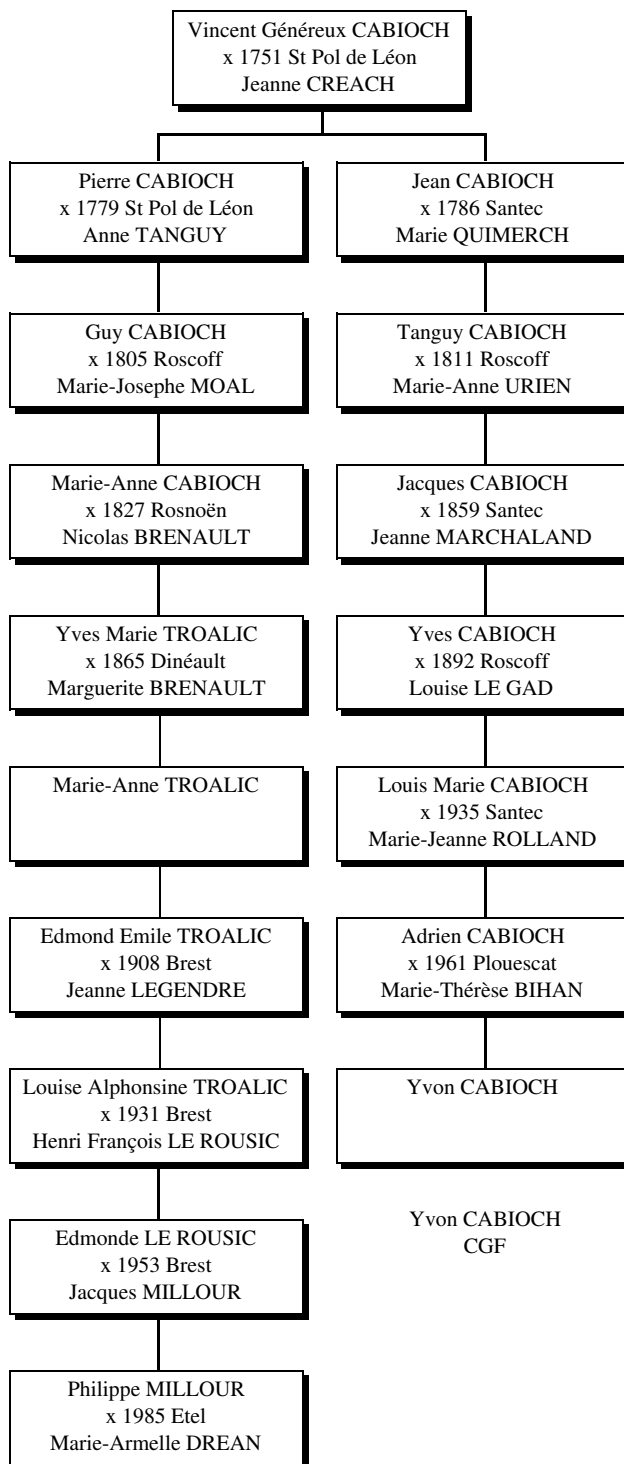 Vincent Généreux CABIOCH
x 1751 St Pol de Léon
Jeanne CREACH
Pierre CABIOCH
x 1779 St Pol de Léon
Anne TANGUY
Jean CABIOCH
x 1786 Santec
Marie QUIMERCH
Guy CABIOCH
x 1805 Roscoff
Marie-Josephe MOAL
Tanguy CABIOCH
x 1811 Roscoff
Marie-Anne URIEN
Marie-Anne CABIOCH
x 1827 Rosnoën
Nicolas BRENAULT
Jacques CABIOCH
x 1859 Santec
Jeanne MARCHALAND
Yves Marie TROALIC
x 1865 Dinéault
Marguerite BRENAULT
Yves CABIOCH
x 1892 Roscoff
Louise LE GAD
Marie-Anne TROALIC
Louis Marie CABIOCH
x 1935 Santec
Marie-Jeanne ROLLAND
Edmond Emile TROALIC
x 1908 Brest
Jeanne LEGENDRE
Adrien CABIOCH
x 1961 Plouescat
Marie-Thérèse BIHAN
Louise Alphonsine TROALIC
x 1931 Brest
Henri François LE ROUSIC
Yvon CABIOCH
Edmonde LE ROUSIC
x 1953 Brest
Jacques MILLOUR
Yvon CABIOCH
CGF
Philippe MILLOUR
x 1985 Etel
Marie-Armelle DREAN